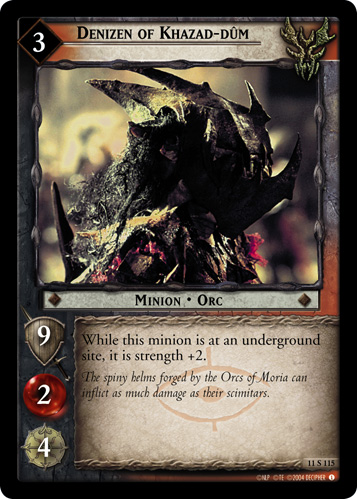 3
Denizen of Khazad-dûm
Minion • Orc
9
While this minion is at an underground
site, it is strength +2.
2
The spiny helms forged by the Orcs of Moria can
inflict as much damage as their scimitars.
4
11 S 115
©NLP ©TE ©2004 DECIPHER